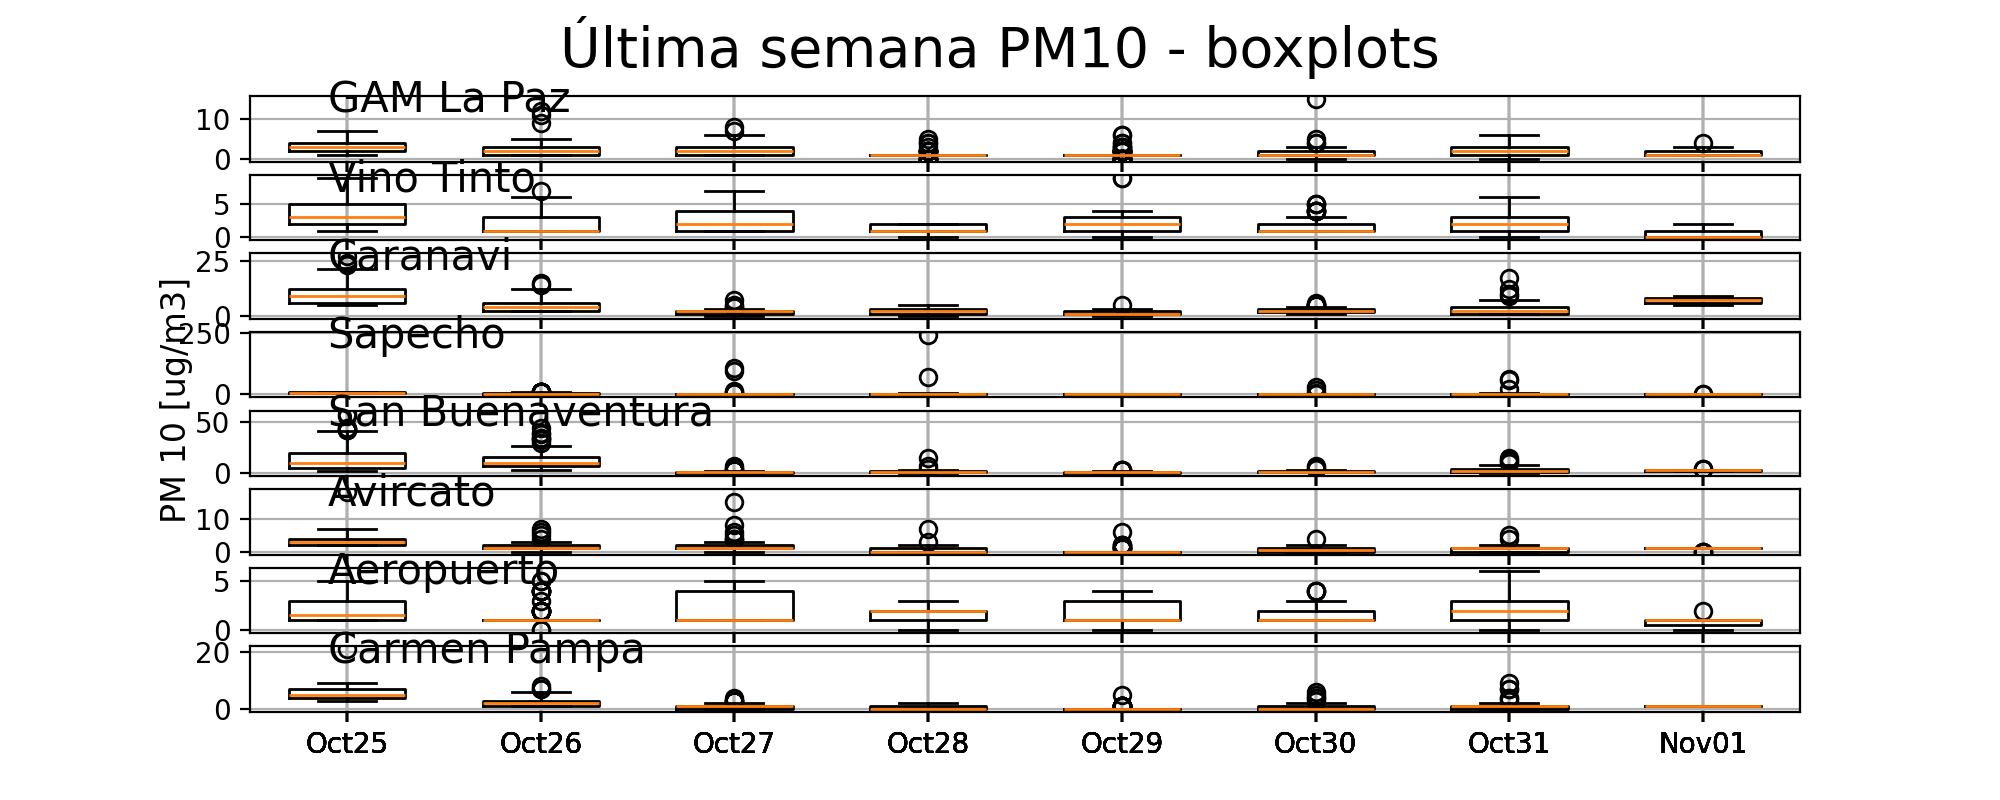 Última semana PM10 - boxplots
GAM La Paz
10
0
Vino Tinto
5
0
Caranavi
25
0
Sapecho
250
0
San Buenaventura
50
0
Avircato
10
0
Aeropuerto
5
0
Carmen Pampa
20
0
PM 10 [ug/m3]
Oct25 Oct26 Oct27 Oct28 Oct29 Oct30 Oct31 Nov01